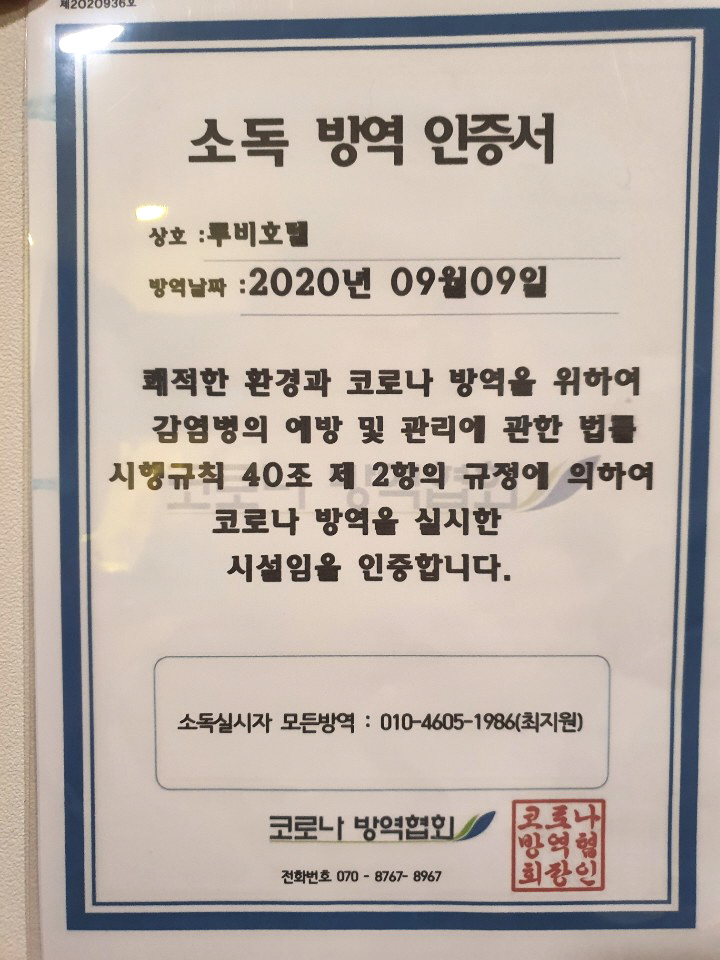 제2020936호
소독 방역 인증서
상호 :루비호텔
방역날짜 :2020년 09월09일
쾌적한 환경과 코로나 방역을 위하여
감염병의 예방 및 관리에 관한 법률
시행규칙 40조 제 2항의 규정에 의하여
코로나 방역협회
코로나 방역을 실시한
시설임을 인증합니다.
소독실시자 모든방역 : 010-4605-1986(최지원)
코로나 방역협회
전화번호 070 - 8767- 8967
코로나
방역협
회장인